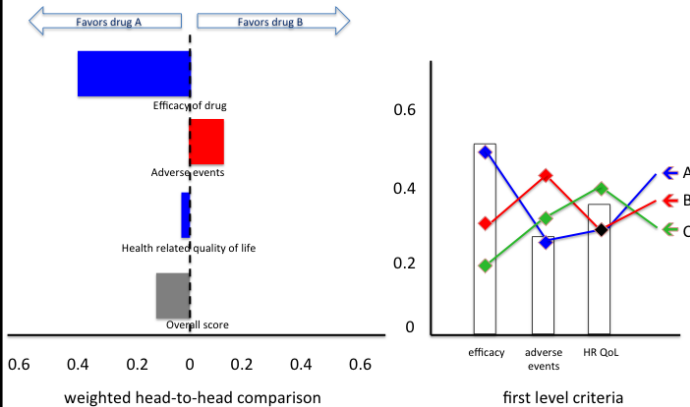 Favors drug A
Favors drug B
Efficacy of drug
Adverse events
Health related quality of life
Overall score
0.6 0.4 0.2 0 0.2 0.4 0.6
weighted head-to-head comparison
0.6
0.4
0.2
0
A
B
C
efficacy
adverse
events
HR QoL
first level criteria